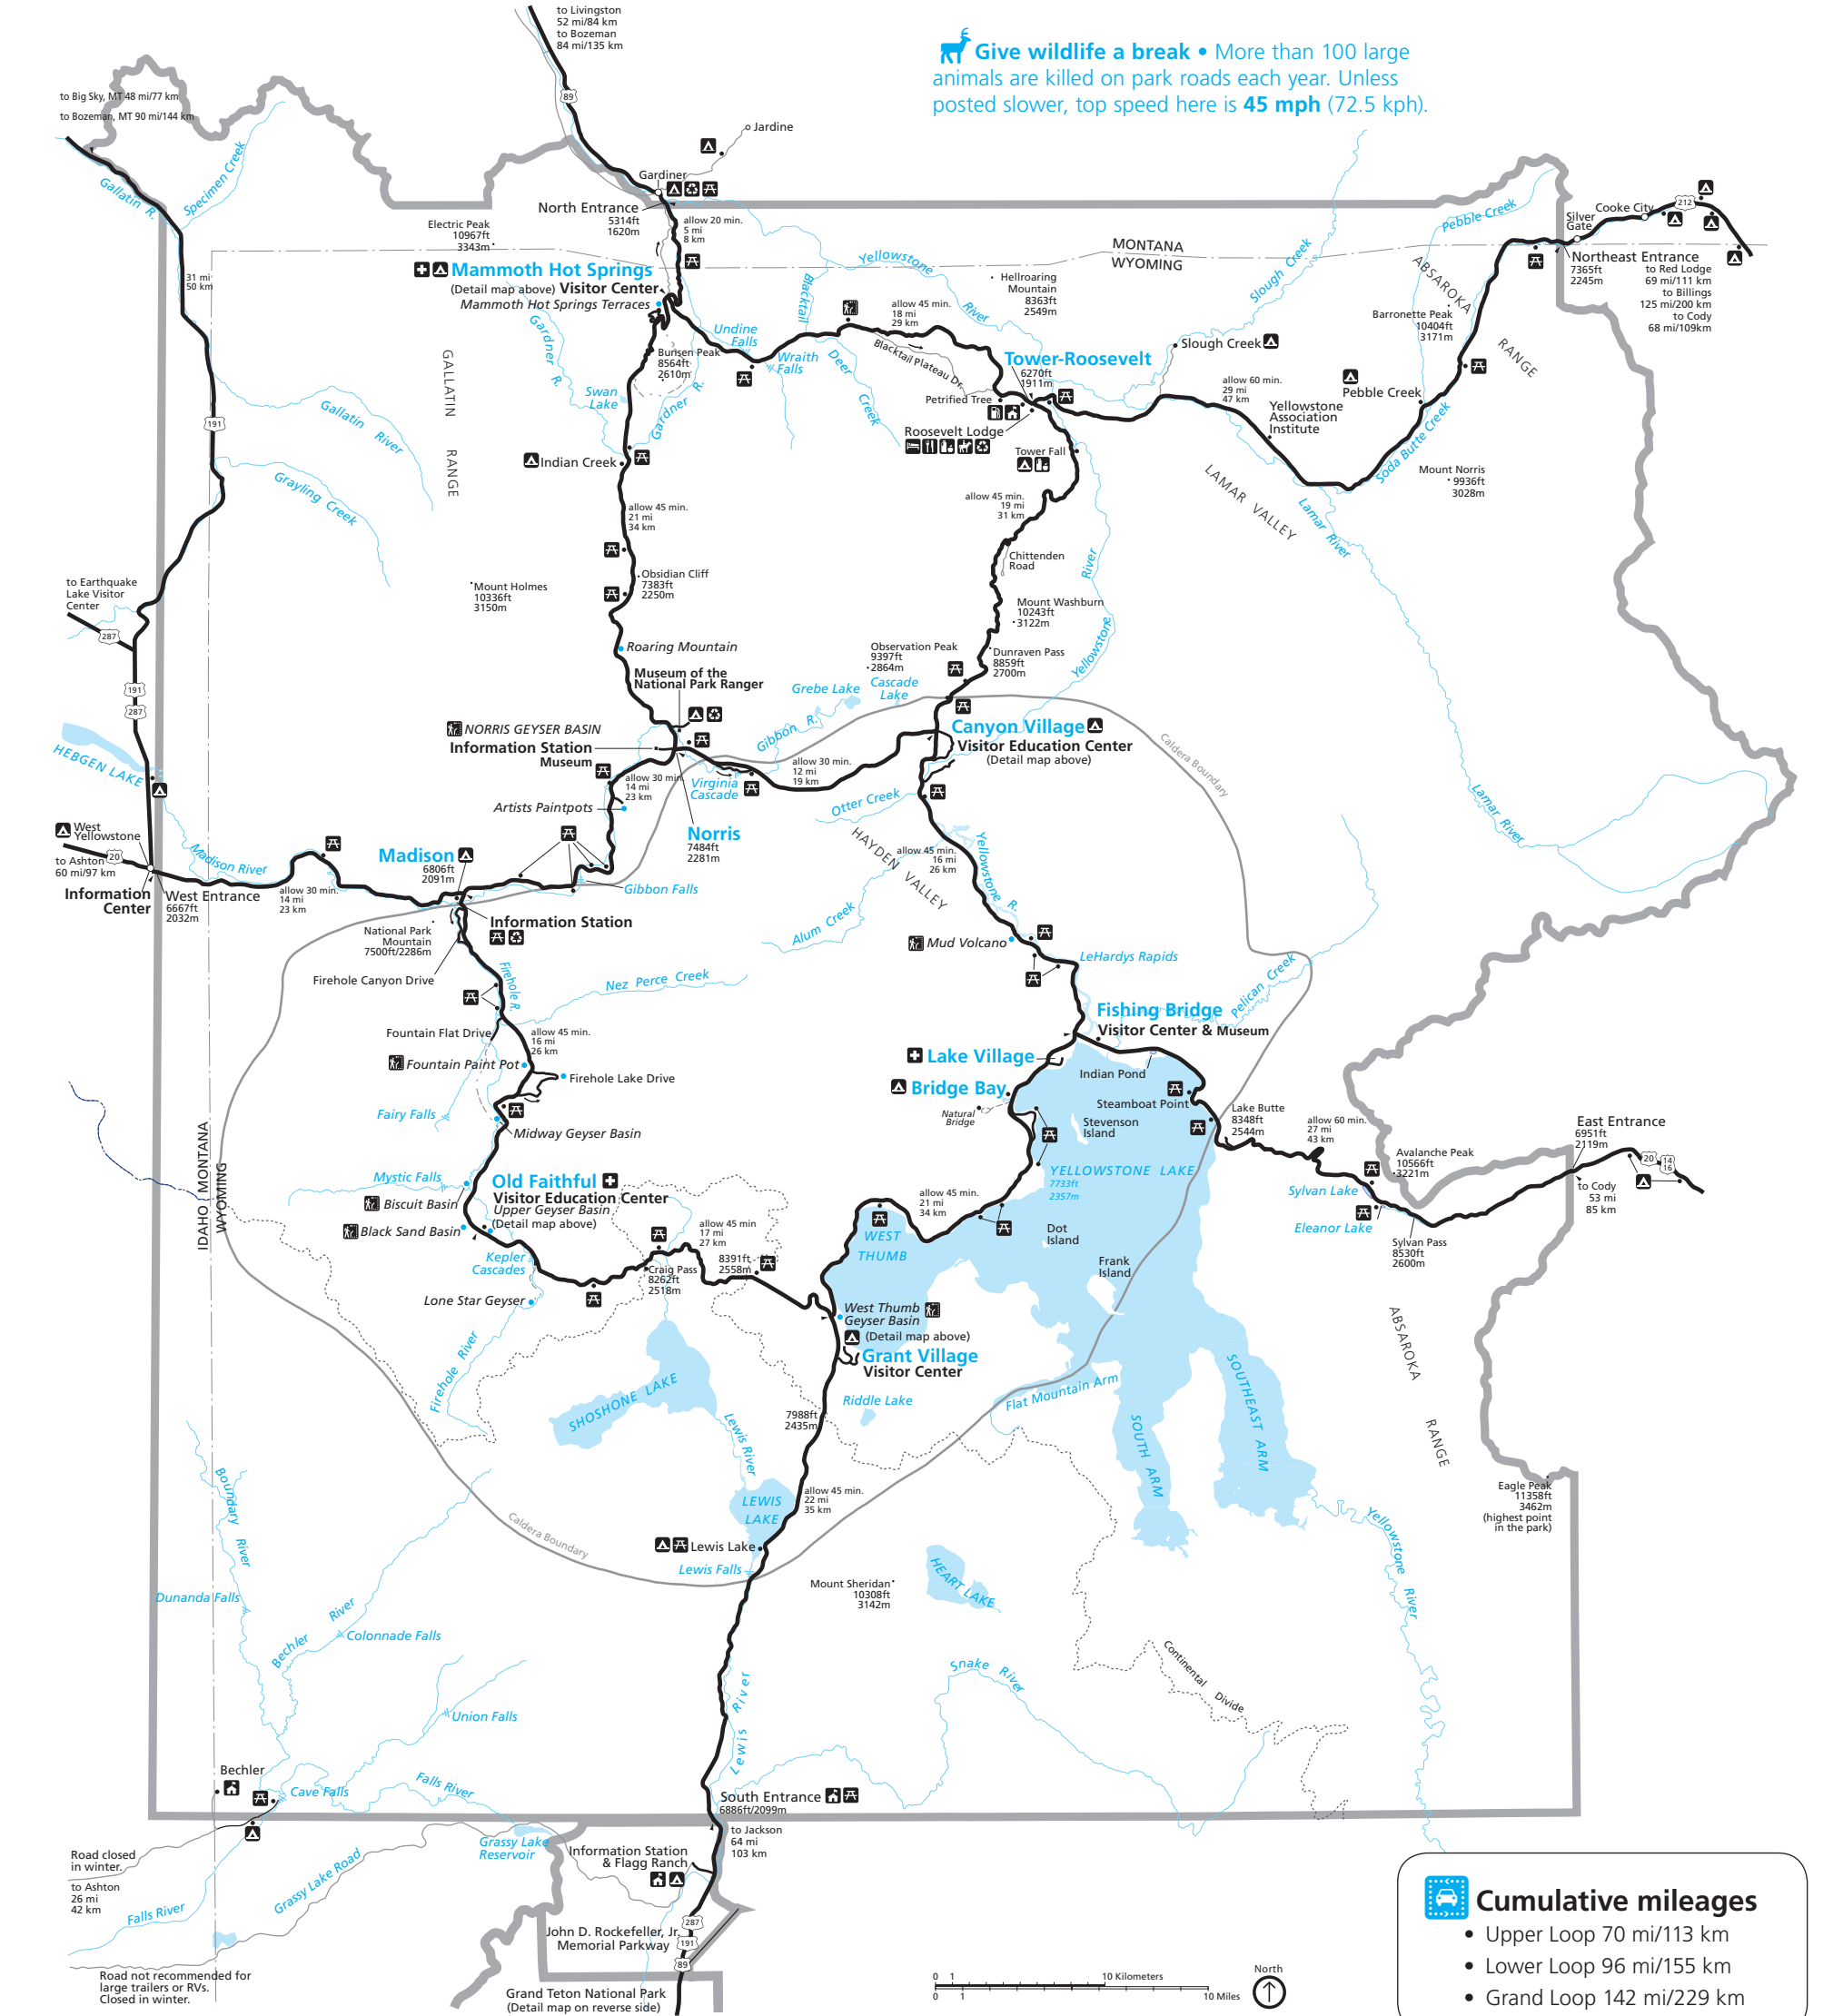 to Livingston
52 mi/84 km
to Bozeman
84 mi/135 km
Give wildlife a break • More than 100 large
animals are killed on park roads each year. Unless
posted slower, top speed here is 45 mph (72.5 kph).
to Big Sky, MT 48 mi/77 km
to Bozeman, MT 90 mi/144 km
89
Jardine
Gallatin R.
Specimen Creek
Gardiner
North Entrance
5314ft
1620m
allow 20 min.
5 mi
8 km
Electric Peak
10967ft
3343m
MONTANA
WYOMING
Pebble Creek
Silver
Gate
Cooke City
212
Northeast Entrance
7365ft
2245m
to Red Lodge
69 mi/111 km
to Billings
125 mi/200 km
to Cody
68 mi/109km
31 mi
50 km
Mammoth Hot Springs
(Detail map above) Visitor Center
Mammoth Hot Springs Terraces
Yellowstone
River
Blacktail
Deer
Creek
Hellroaring
Mountain
8363ft
2549m
Slough Creek
ABSAROKA
RANGE
Barronette Peak
10404ft
3171m
allow 45 min.
18 mi
29 km
Undine
Falls
Wraith
Falls
Blacktail Plateau Dr.
Tower-Roosevelt
6270ft
1911m
Slough Creek
Pebble Creek
Gardner R.
Bunsen Peak
8564ft
2610m
Swan
Lake
Gardner R.
GALLATIN
RANGE
Petrified Tree
Roosevelt Lodge
Tower Fall
allow 60 min.
29 mi
47 km
Yellowstone
Association
Institute
Soda Butte Creek
Mount Norris
9936ft
3028m
191
Gallatin River
Grayling Creek
Indian Creek
LAMAR VALLEY
Lamar
River
allow 45 min.
19 mi
31 km
allow 45 min.
21 mi
34 km
Chittenden
Road
River
Yellowstone
Obsidian Cliff
7383ft
2250m
Mount Holmes
10336ft
3150m
to Earthquake
Lake Visitor
Center
287
Mount Washburn
10243ft
3122m
Roaring Mountain
Observation Peak
9397ft
2864m
Dunraven Pass
8859ft
2700m
Museum of the
National Park Ranger
Grebe Lake
Cascade
Lake
191
287
NORRIS GEYSER BASIN
Information Station
Museum
Gibbon R.
Canyon Village
Visitor Education Center
(Detail map above)
Caldera Boundary
HEBGEN LAKE
allow 30 min.
14 mi
23 km
Virginia
Cascade
allow 30 min.
12 mi
19 km
Artists Paintpots
Otter Creek
Lamar River
Norris
7484ft
2281m
HAYDEN VALLEY
allow 45 min.
16 mi
26 km
Yellowstone R.
West
Yellowstone
20
to Ashton
60 mi/97 km
Madison River
Madison
6806ft
2091m
Gibbon Falls
Information
Center
West Entrance
6667ft
2032m
allow 30 min.
14 mi
23 km
Information Station
National Park
Mountain
7500ft/2286m
Firehole Canyon Drive
Firehole R.
Alum Creek
Mud Volcano
LeHardys Rapids
Nez Perce Creek
Pelican Creek
Fishing Bridge
Visitor Center & Museum
Fountain Flat Drive
allow 45 min.
16 mi
26 km
Fountain Paint Pot
Firehole Lake Drive
Lake Village
Indian Pond
Bridge Bay
Natural
Bridge
Steamboat Point
Stevenson
Island
Lake Butte
8348ft
2544m
allow 60 min.
27 mi
43 km
East Entrance
6951ft
2119m
Fairy Falls
Midway Geyser Basin
Avalanche Peak
10566ft
3221m
20
14
16
to Cody
53 mi
85 km
IDAHO
MONTANA
WYOMING
Mystic Falls
Old Faithful
Visitor Education Center
Upper Geyser Basin
(Detail map above)
Biscuit Basin
Black Sand Basin
YELLOWSTONE LAKE
7733ft
2357m
Sylvan Lake
Eleanor Lake
Sylvan Pass
8530ft
2600m
allow 45 min.
21 mi
34 km
WEST
THUMB
Dot
Island
Frank
Island
allow 45 min
17 mi
27 km
Kepler
Cascades
Craig Pass
8262ft
2518m
8391ft
2558m
Lone Star Geyser
West Thumb
Geyser Basin
(Detail map above)
Grant Village
Visitor Center
Firehole River
SHOSHONE LAKE
Riddle Lake
Flat Mountain Arm
SOUTH ARM
SOUTHEAST ARM
ABSAROKA
RANGE
7988ft
2435m
Lewis River
LEWIS
LAKE
allow 45 min.
22 mi
35 km
Eagle Peak
11358ft
3462m
(highest point
in the park)
Boundary
River
Caldera Boundary
Lewis Lake
Lewis Falls
Yellowstone
River
Mount Sheridan
10308ft
3142m
HEART LAKE
Dunanda Falls
Bechler
River
Colonnade Falls
Continental Divide
Snake River
Lewis River
Union Falls
Bechler
Cave Falls
Falls River
South Entrance
6886ft/2099m
to Jackson
64 mi
103 km
Grassy Lake
Reservoir
Information Station
& Flagg Ranch
Road closed
in winter.
to Ashton
26 mi
42 km
Falls River
Grassy Lake Road
287
191
89
John D. Rockefeller, Jr.
Memorial Parkway
Road not recommended for
large trailers or RVs.
Closed in winter.
Grand Teton National Park
(Detail map on reverse side)
0 1 10 Kilometers
0 1 10 Miles
North
Cumulative mileages
• Upper Loop 70 mi/113 km
• Lower Loop 96 mi/155 km
• Grand Loop 142 mi/229 km